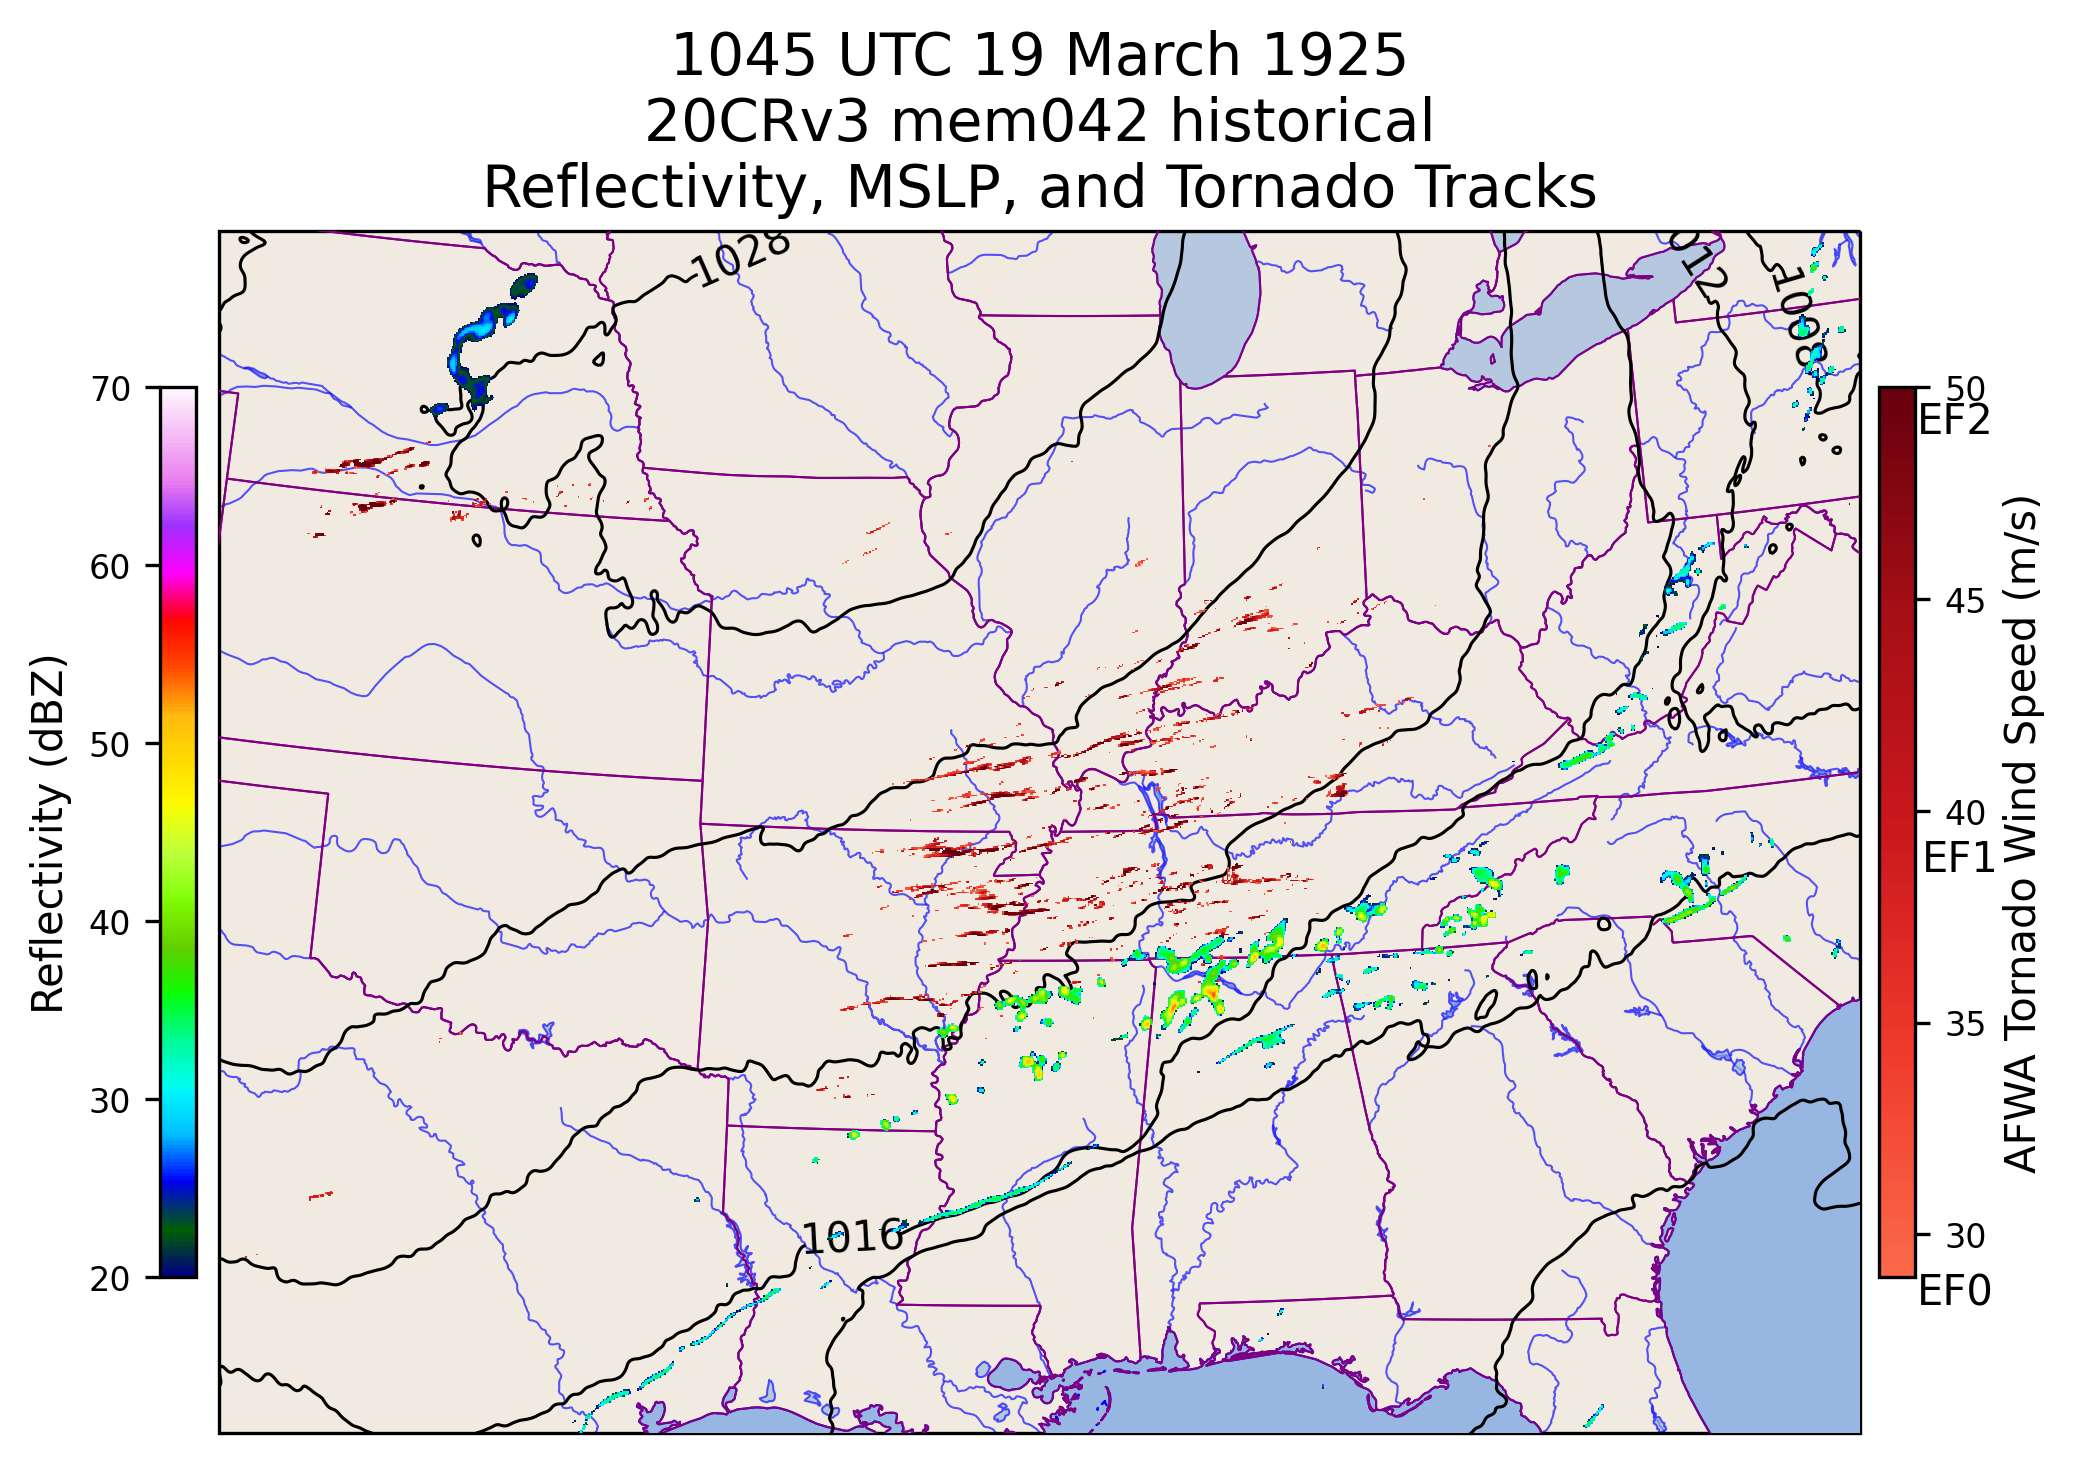 1045 UTC 19 March 1925
20CRv3 mem042 historical
Reflectivity, MSLP, and Tornado Tracks
1028
1008
1016
Reflectivity (dBZ)
70
60
50
40
30
20
50
EF2
45
40
EF1
35
30
EF0
AFWA Tornado Wind Speed (m/s)